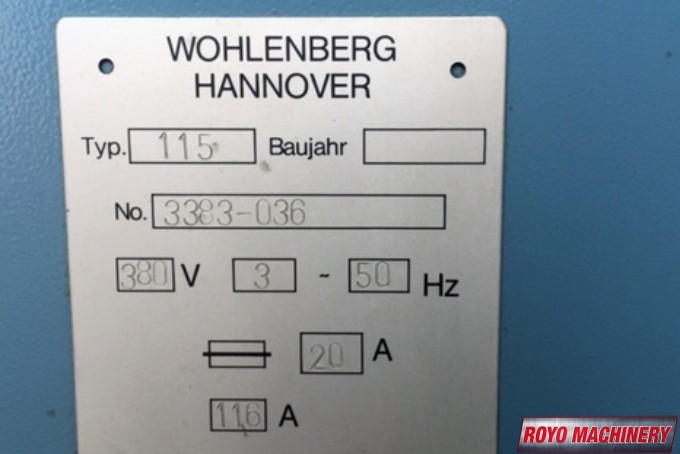 WOHLENBERG
HANNOVER
Typ. 115 Baujahr
No. 3383-036
380 V 3 ~ 50 Hz
20 A
116 A
ROYO MACHINERY